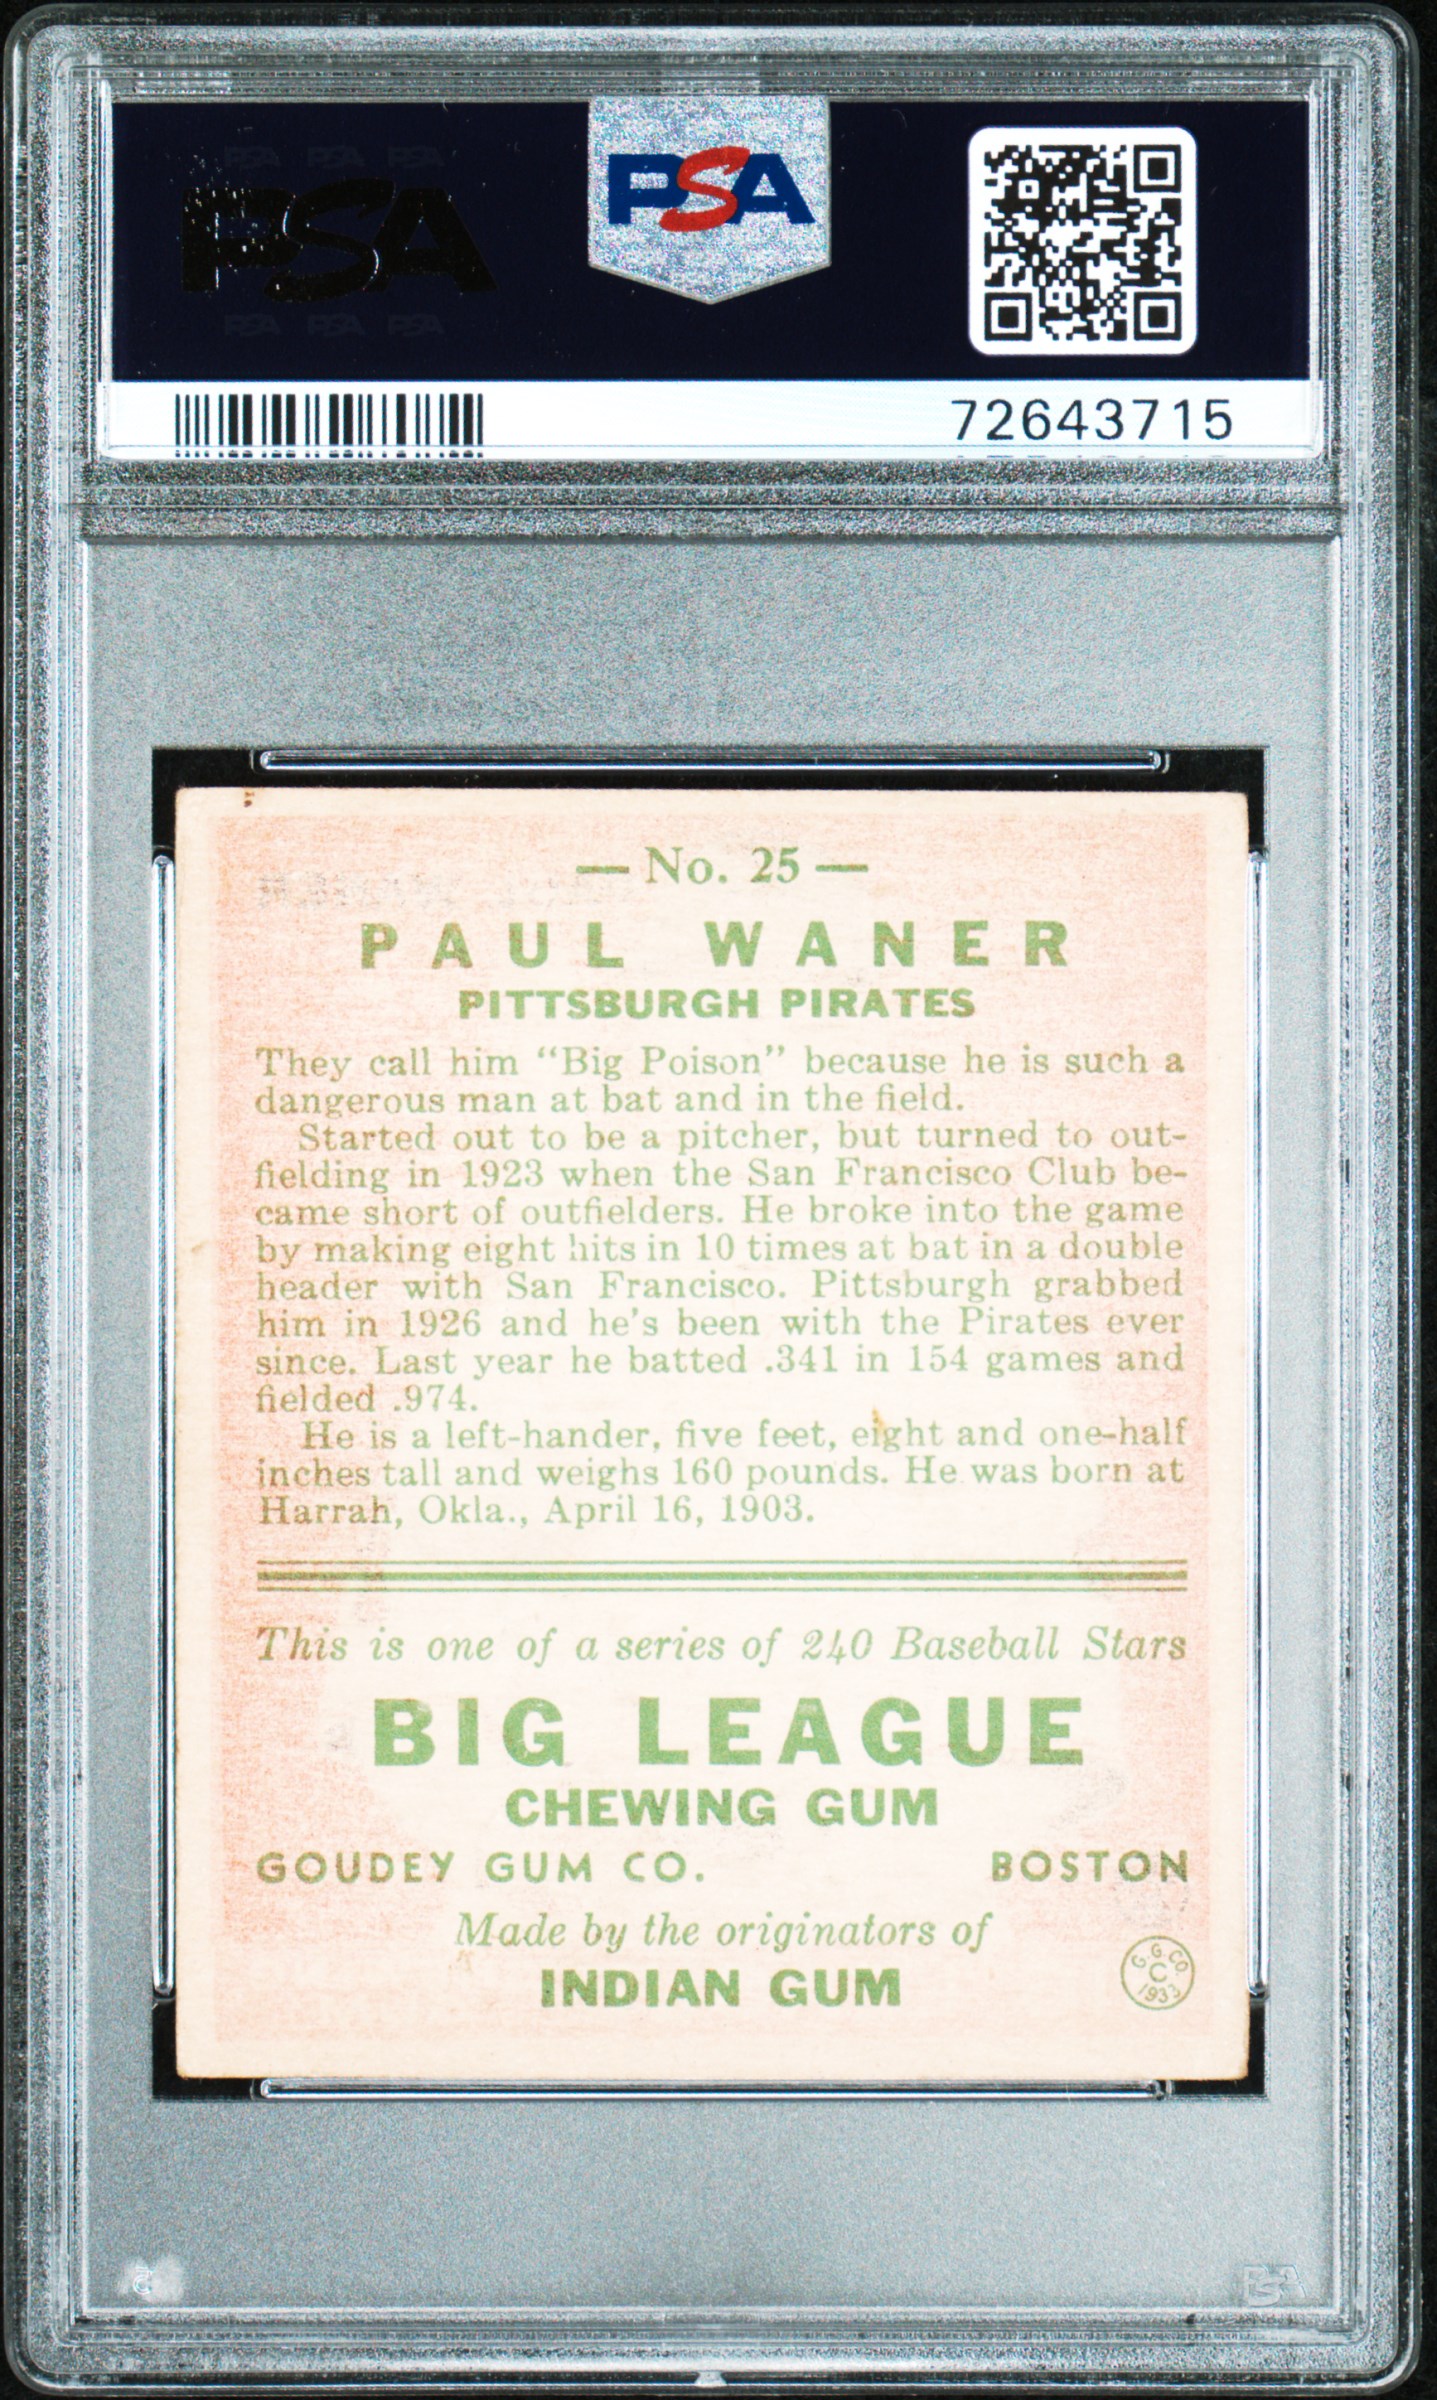 PSA PSA PSA
PSA
PSA PSA PSA
PSA
72643715
— No. 25 —
PAUL WANER
PITTSBURGH PIRATES
They call him "Big Poison" because he is such a
dangerous man at bat and in the field.
Started out to be a pitcher, but turned to out-
fielding in 1923 when the San Francisco Club be-
came short of outfielders. He broke into the game
by making eight hits in 10 times at bat in a double
header with San Francisco. Pittsburgh grabbed
him in 1926 and he's been with the Pirates ever
since. Last year he batted .341 in 154 games and
fielded .974.
He is a left-hander, five feet, eight and one-half
inches tall and weighs 160 pounds. He was born at
Harrah, Okla., April 16, 1903.
This is one of a series of 240 Baseball Stars
BIG LEAGUE
CHEWING GUM
GOUDEY GUM CO. BOSTON
Made by the originators of
INDIAN GUM
G. G. CO
C
1933
PSA